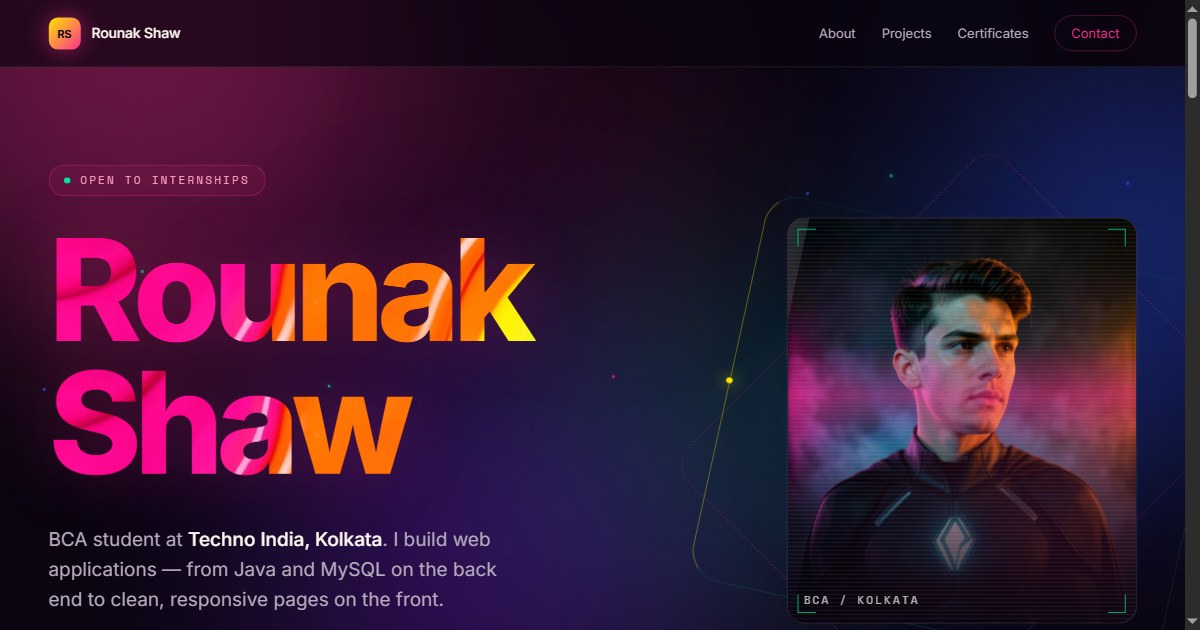 RS
Rounak Shaw
About
Projects
Certificates
Contact
OPEN TO INTERNSHIPS
Rounak
Shaw
BCA student at Techno India, Kolkata. I build web
applications — from Java and MySQL on the back
end to clean, responsive pages on the front.
BCA / KOLKATA